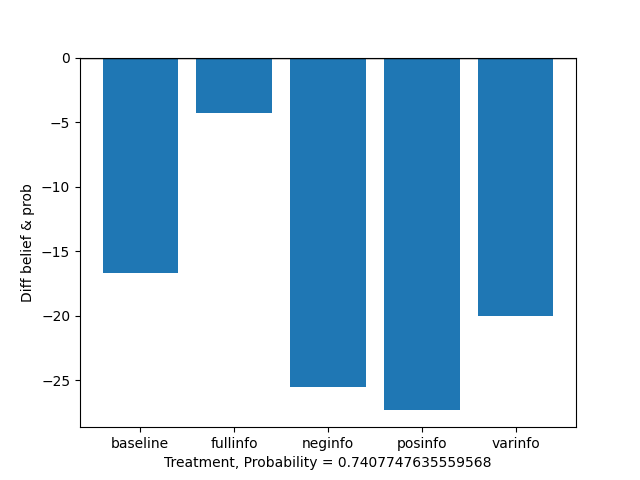 0
−5
−10
−15
−20
−25
Diff belief & prob
baseline fullinfo neginfo posinfo varinfo
Treatment, Probability = 0.7407747635559568